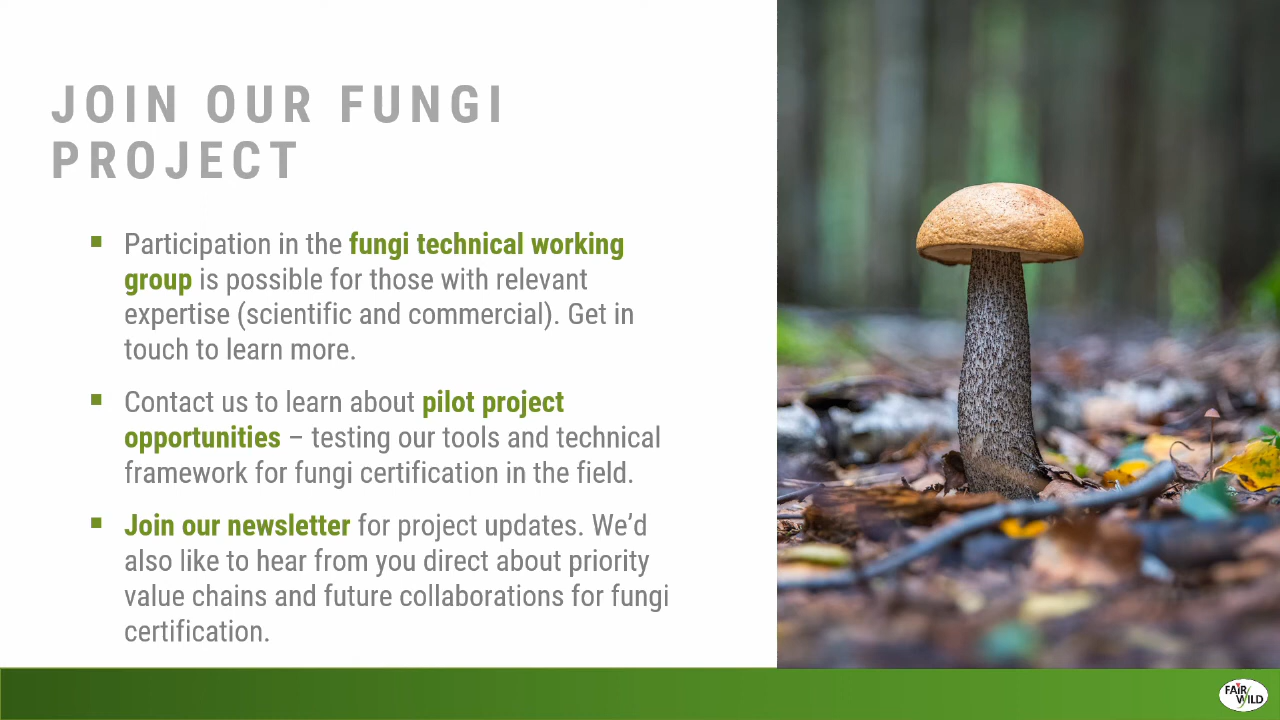 JOIN OUR FUNGI
PROJECT
Participation in the fungi technical working
group is possible for those with relevant
expertise (scientific and commercial). Get in
touch to learn more.
Contact us to learn about pilot project
opportunities – testing our tools and technical
framework for fungi certification in the field.
Join our newsletter for project updates. We’d
also like to hear from you direct about priority
value chains and future collaborations for fungi
certification.
FAIR
WILD